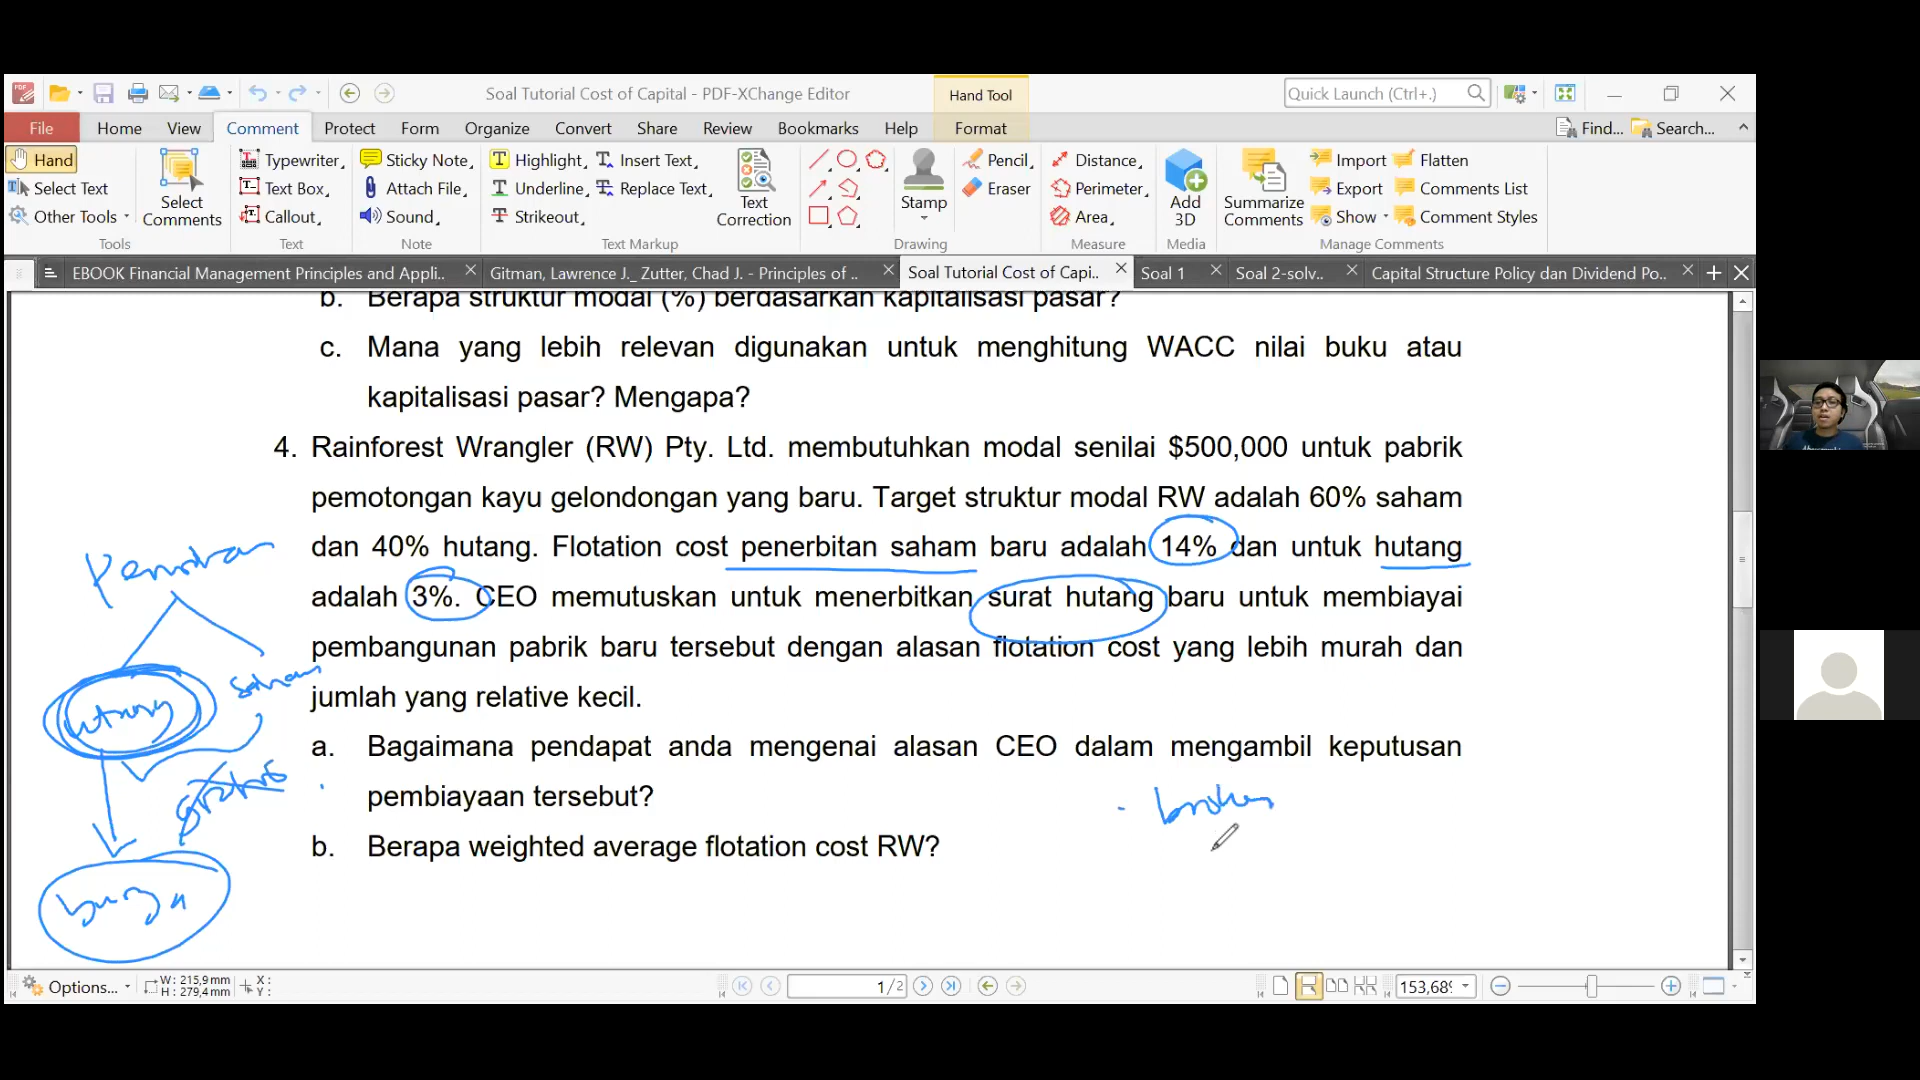 Soal Tutorial Cost of Capital - PDF-XChange Editor
Hand Tool
Quick Launch (Ctrl+.)
File Home View Comment Protect Form Organize Convert Share Review Bookmarks Help Format
Find... Search...
Hand
Select Text
Other Tools
Tools
Select Comments
Typewriter
Text Box
Callout
Text
Sticky Note
Attach File
Sound
Note
Highlight Insert Text
Underline Replace Text
Strikeout
Text Correction
Text Markup
Stamp
Pencil
Eraser
Drawing
Distance
Perimeter
Area
Measure
Add 3D
Media
Summarize Comments
Import Flatten
Export Comments List
Show Comment Styles
Manage Comments
EBOOK Financial Management Principles and Appli..
Gitman, Lawrence J._ Zutter, Chad J. - Principles of ..
Soal Tutorial Cost of Capi..
Soal 1
Soal 2-solv..
Capital Structure Policy dan Dividend Po..
b. Berapa struktur modal (%) berdasarkan kapitalisasi pasar?
c. Mana yang lebih relevan digunakan untuk menghitung WACC nilai buku atau
kapitalisasi pasar? Mengapa?
4. Rainforest Wrangler (RW) Pty. Ltd. membutuhkan modal senilai $500,000 untuk pabrik
pemotongan kayu gelondongan yang baru. Target struktur modal RW adalah 60% saham
dan 40% hutang. Flotation cost penerbitan saham baru adalah 14% dan untuk hutang
adalah 3%. CEO memutuskan untuk menerbitkan surat hutang baru untuk membiayai
pembangunan pabrik baru tersebut dengan alasan flotation cost yang lebih murah dan
jumlah yang relative kecil.
a. Bagaimana pendapat anda mengenai alasan CEO dalam mengambil keputusan
pembiayaan tersebut?
b. Berapa weighted average flotation cost RW?
saham
hutang
bunga
Options...
W: 215,9 mm
H: 279,4 mm
X:
Y:
1/2
153,68%